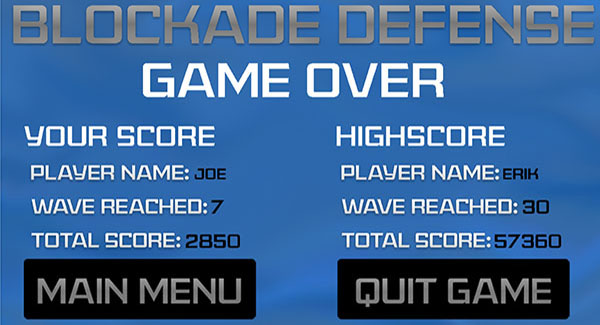 BLOCKADE DEFENSE
GAME OVER
YOUR SCORE
PLAYER NAME: JOE
WAVE REACHED: 7
TOTAL SCORE: 2850
HIGHSCORE
PLAYER NAME: ERIK
WAVE REACHED: 30
TOTAL SCORE: 57360
MAIN MENU
QUIT GAME